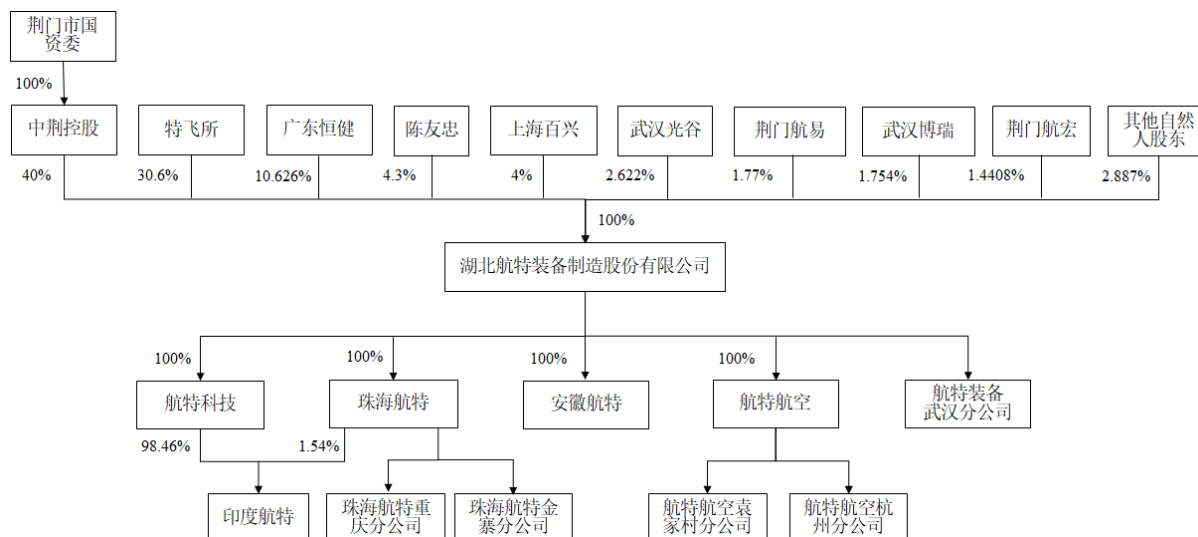 荆门市国
资委
100%
中荆控股
特飞所
广东恒健
陈友忠
上海百兴
武汉光谷
荆门航易
武汉博瑞
荆门航宏
其他自然
人股东
40%
30.6%
10.626%
4.3%
4%
2.622%
1.77%
1.754%
1.4408%
2.887%
100%
湖北航特装备制造股份有限公司
100%
100%
100%
100%
航特科技
珠海航特
安徽航特
航特航空
航特装备
武汉分公司
98.46%
1.54%
印度航特
珠海航特重
庆分公司
珠海航特金
寨分公司
航特航空袁
家村分公司
航特航空杭
州分公司